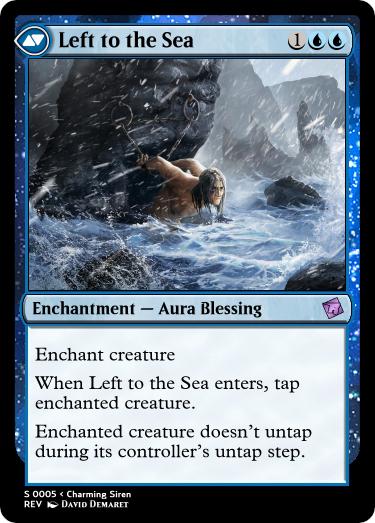 Left to the Sea
1
Enchantment — Aura Blessing
Enchant creature
When Left to the Sea enters, tap
enchanted creature.
Enchanted creature doesn't untap
during its controller's untap step.
S 0005 < Charming Siren
REV David Demaret